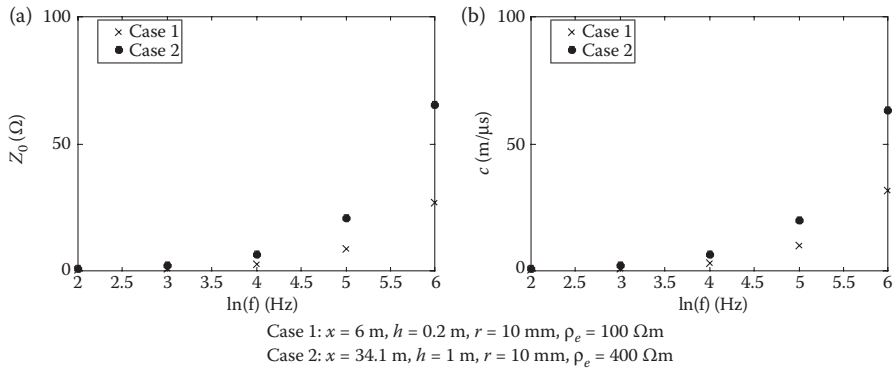 (a)
100
× Case 1
● Case 2
Z₀ (Ω)
50
0
2 2.5 3 3.5 4 4.5 5 5.5 6
ln(f) (Hz)
(b)
100
× Case 1
● Case 2
c (m/μs)
50
0
2 2.5 3 3.5 4 4.5 5 5.5 6
ln(f) (Hz)
Case 1: x = 6 m, h = 0.2 m, r = 10 mm, ρₑ = 100 Ωm
Case 2: x = 34.1 m, h = 1 m, r = 10 mm, ρₑ = 400 Ωm